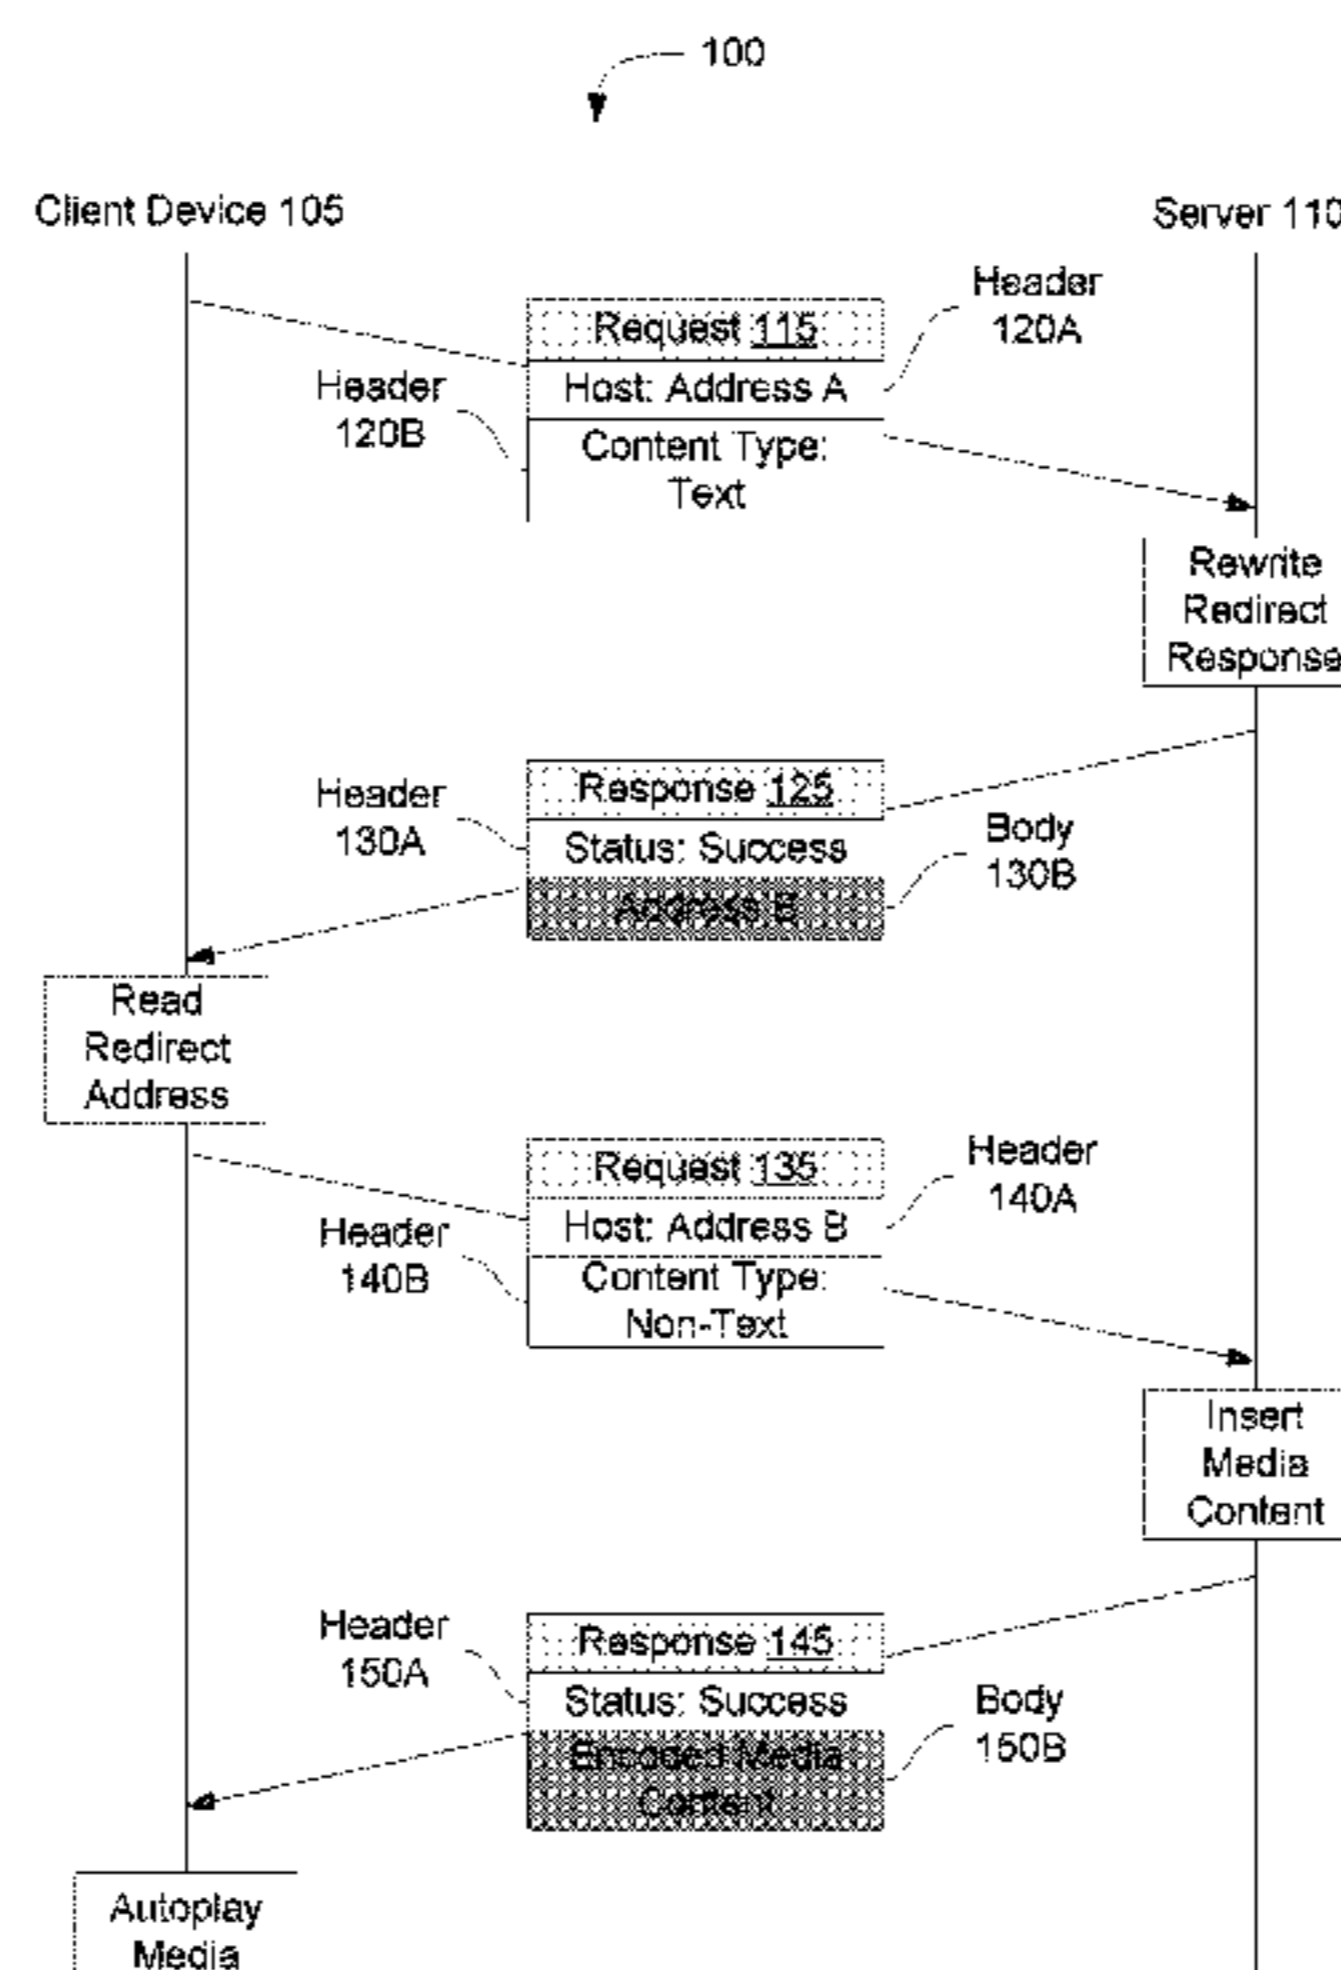 100
Client Device 105
Server 110
Header
120A
Request 115
Host: Address A
Header
120B
Content Type:
Text
Rewrite
Redirect
Response
Header
130A
Response 125
Status: Success
Address B
Body
130B
Read
Redirect
Address
Request 135
Header
140A
Host: Address B
Header
140B
Content Type:
Non-Text
Insert
Media
Content
Header
150A
Response 145
Status: Success
Encoded Media
Content
Body
150B
Autoplay
Media